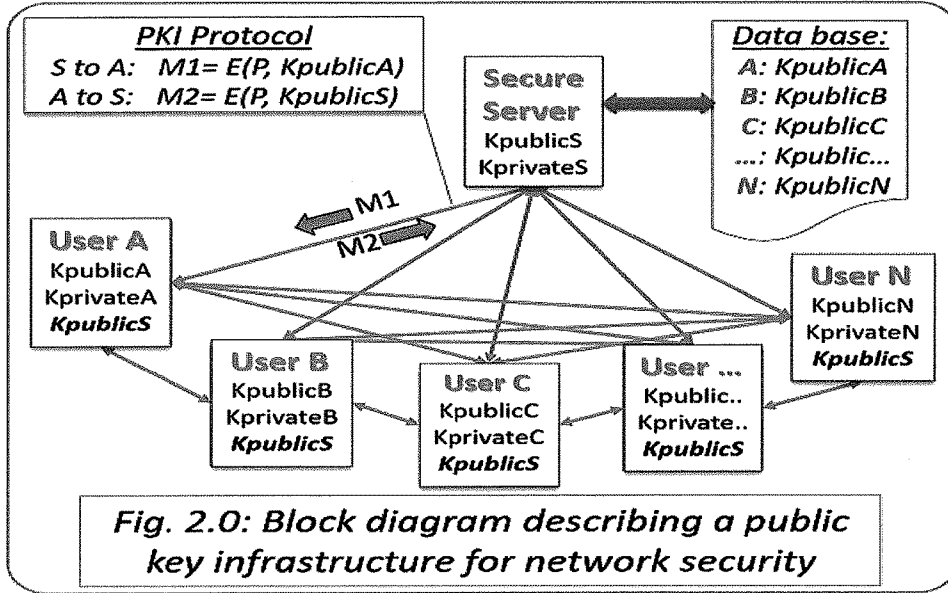 PKI Protocol
S to A: M1= E(P, KpublicA)
A to S: M2= E(P, KpublicS)
Secure
Server
KpublicS
KprivateS
Data base:
A: KpublicA
B: KpublicB
C: KpublicC
...: Kpublic...
N: KpublicN
M1
M2
User A
KpublicA
KprivateA
KpublicS
User B
KpublicB
KprivateB
KpublicS
User C
KpublicC
KprivateC
KpublicS
User ...
Kpublic..
Kprivate..
KpublicS
User N
KpublicN
KprivateN
KpublicS
Fig. 2.0: Block diagram describing a public
key infrastructure for network security